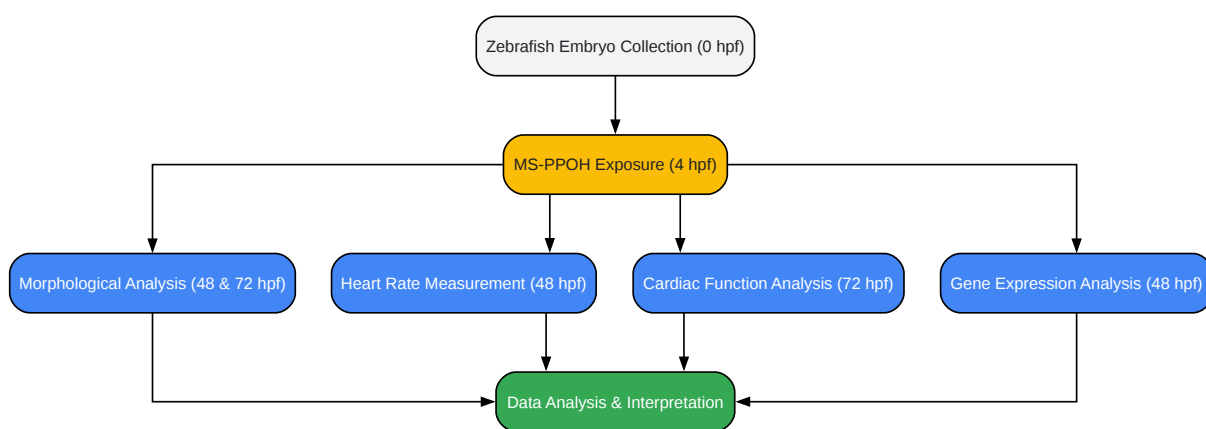 Zebrafish Embryo Collection (0 hpf)
MS-PPOH Exposure (4 hpf)
Morphological Analysis (48 & 72 hpf)
Heart Rate Measurement (48 hpf)
Cardiac Function Analysis (72 hpf)
Gene Expression Analysis (48 hpf)
Data Analysis & Interpretation